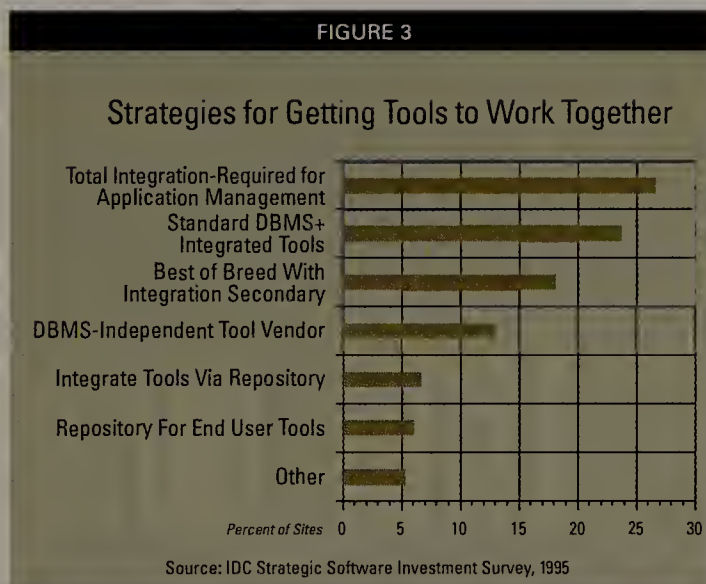 FIGURE 3
Strategies for Getting Tools to Work Together
Total Integration-Required for
Application Management
Standard DBMS+
Integrated Tools
Best of Breed With
Integration Secondary
DBMS-Independent Tool Vendor
Integrate Tools Via Repository
Repository For End User Tools
Other
Percent of Sites 0 5 10 15 20 25 30
Source: IDC Strategic Software Investment Survey, 1995